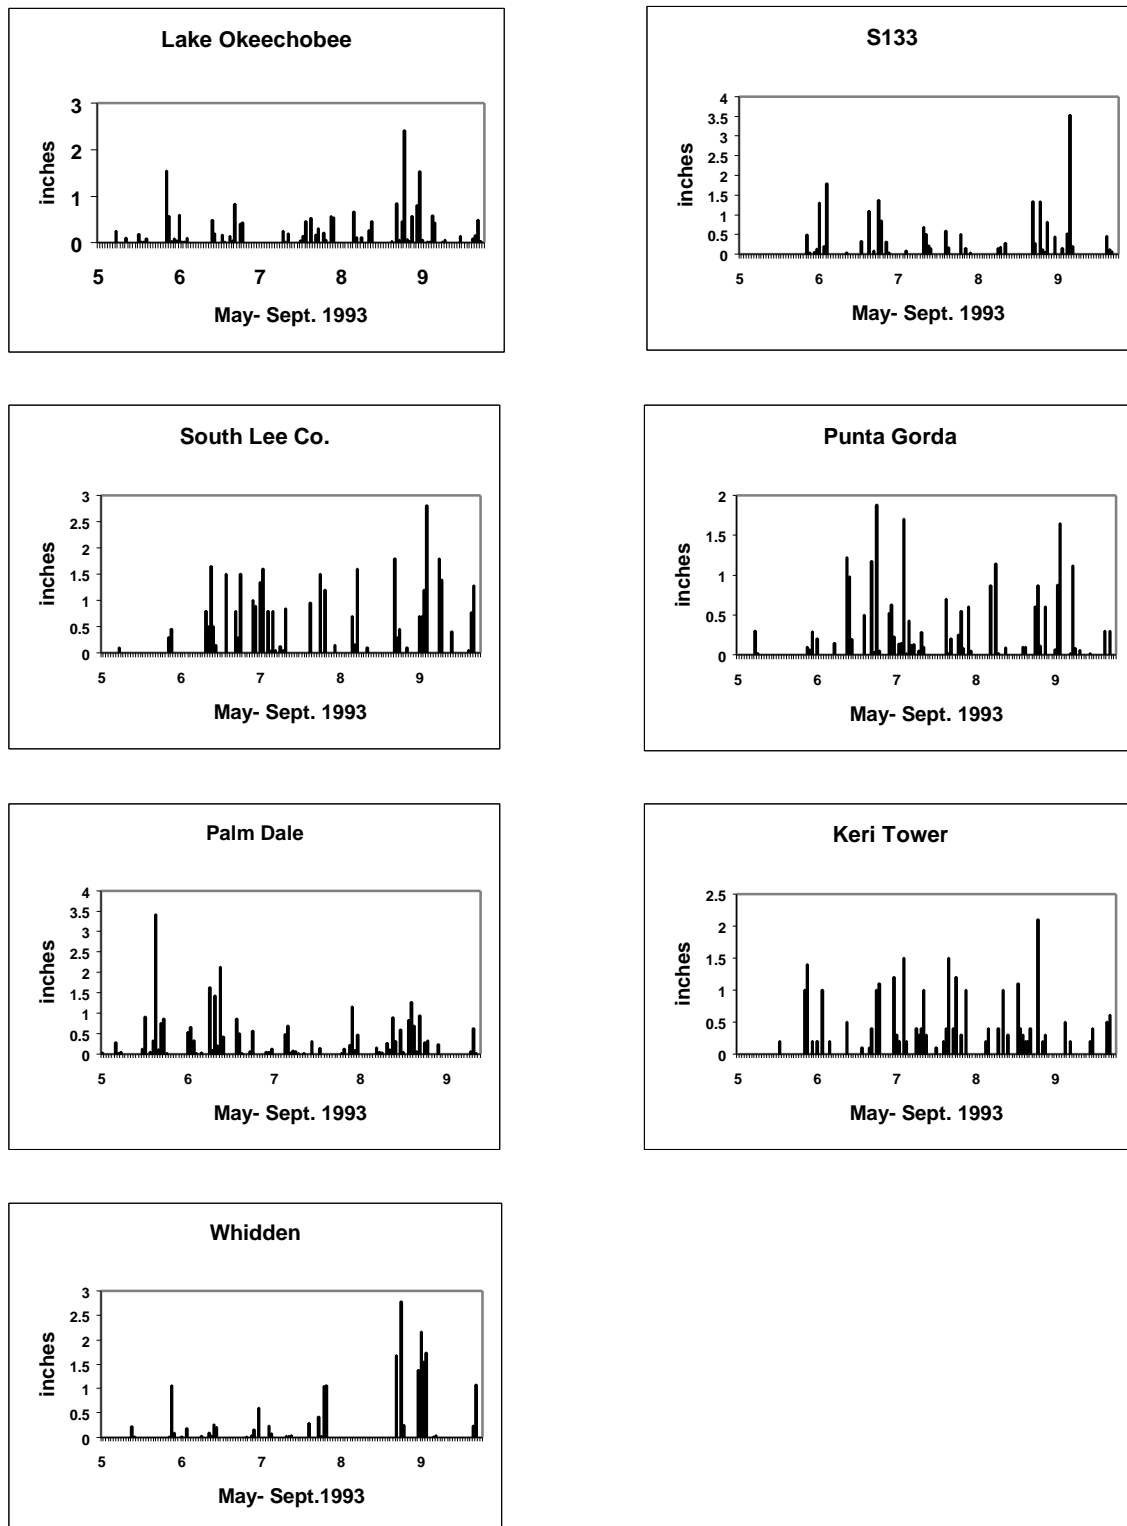 Lake Okeechobee
3
2
1
0
inches
5 6 7 8 9
May- Sept. 1993
S133
4
3.5
3
2.5
2
1.5
1
0.5
0
inches
5 6 7 8 9
May- Sept. 1993
South Lee Co.
3
2.5
2
1.5
1
0.5
0
inches
5 6 7 8 9
May- Sept. 1993
Punta Gorda
2
1.5
1
0.5
0
inches
5 6 7 8 9
May- Sept. 1993
Palm Dale
4
3.5
3
2.5
2
1.5
1
0.5
0
inches
5 6 7 8 9
May- Sept. 1993
Keri Tower
2.5
2
1.5
1
0.5
0
inches
5 6 7 8 9
May- Sept. 1993
Whidden
3
2.5
2
1.5
1
0.5
0
inches
5 6 7 8 9
May- Sept.1993